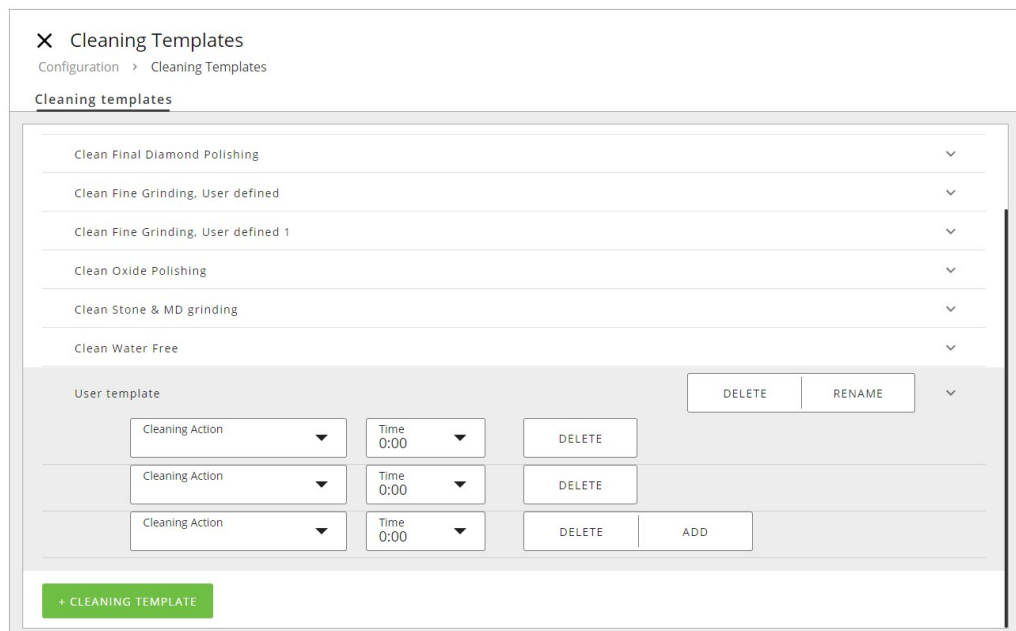 Cleaning Templates
Configuration > Cleaning Templates
Cleaning templates
Clean Final Diamond Polishing
Clean Fine Grinding, User defined
Clean Fine Grinding, User defined 1
Clean Oxide Polishing
Clean Stone & MD grinding
Clean Water Free
User template DELETE RENAME
Cleaning Action Time 0:00 DELETE
Cleaning Action Time 0:00 DELETE
Cleaning Action Time 0:00 DELETE ADD
+ CLEANING TEMPLATE